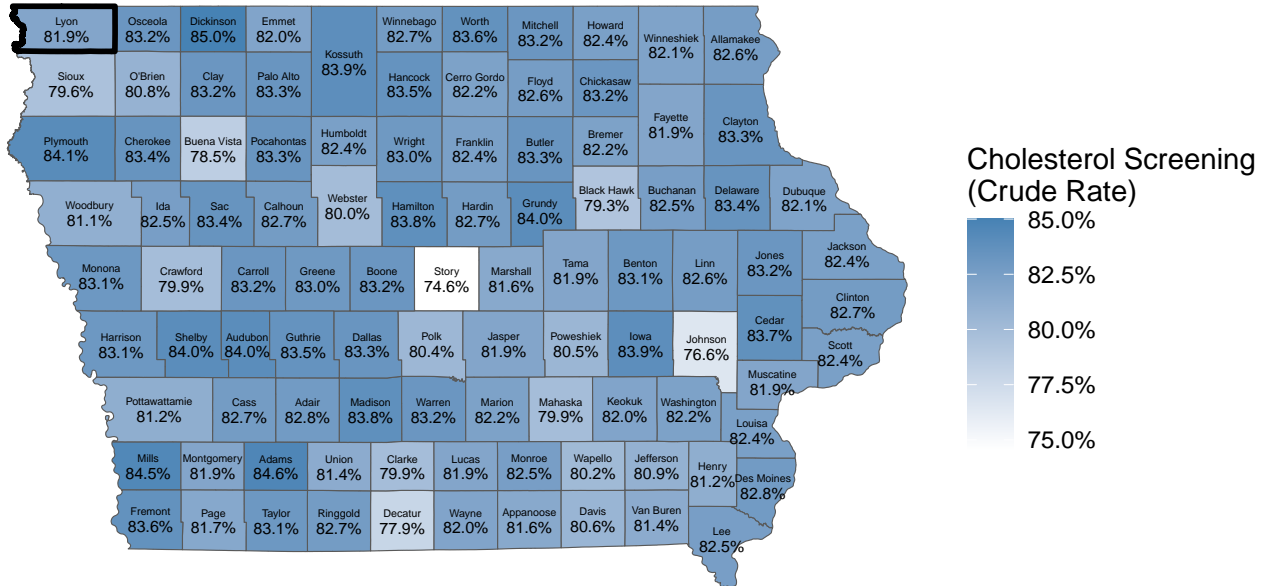 Lyon
81.9%
Osceola
83.2%
Dickinson
85.0%
Emmet
82.0%
Kossuth
83.9%
Winnebago
82.7%
Worth
83.6%
Mitchell
83.2%
Howard
82.4%
Winneshiek
82.1%
Allamakee
82.6%
Sioux
79.6%
O'Brien
80.8%
Clay
83.2%
Palo Alto
83.3%
Hancock
83.5%
Cerro Gordo
82.2%
Floyd
82.6%
Chickasaw
83.2%
Fayette
81.9%
Clayton
83.3%
Plymouth
84.1%
Cherokee
83.4%
Buena Vista
78.5%
Pocahontas
83.3%
Humboldt
82.4%
Wright
83.0%
Franklin
82.4%
Butler
83.3%
Bremer
82.2%
Woodbury
81.1%
Ida
82.5%
Sac
83.4%
Calhoun
82.7%
Webster
80.0%
Hamilton
83.8%
Hardin
82.7%
Grundy
84.0%
Black Hawk
79.3%
Buchanan
82.5%
Delaware
83.4%
Dubuque
82.1%
Monona
83.1%
Crawford
79.9%
Carroll
83.2%
Greene
83.0%
Boone
83.2%
Story
74.6%
Marshall
81.6%
Tama
81.9%
Benton
83.1%
Linn
82.6%
Jones
83.2%
Jackson
82.4%
Clinton
82.7%
Harrison
83.1%
Shelby
84.0%
Audubon
84.0%
Guthrie
83.5%
Dallas
83.3%
Polk
80.4%
Jasper
81.9%
Poweshiek
80.5%
Iowa
83.9%
Johnson
76.6%
Cedar
83.7%
Scott
82.4%
Muscatine
81.9%
Pottawattamie
81.2%
Cass
82.7%
Adair
82.8%
Madison
83.8%
Warren
83.2%
Marion
82.2%
Mahaska
79.9%
Keokuk
82.0%
Washington
82.2%
Louisa
82.4%
Mills
84.5%
Montgomery
81.9%
Adams
84.6%
Union
81.4%
Clarke
79.9%
Lucas
81.9%
Monroe
82.5%
Wapello
80.2%
Jefferson
80.9%
Henry
81.2%
Des Moines
82.8%
Fremont
83.6%
Page
81.7%
Taylor
83.1%
Ringgold
82.7%
Decatur
77.9%
Wayne
82.0%
Appanoose
81.6%
Davis
80.6%
Van Buren
81.4%
Lee
82.5%
Cholesterol Screening
(Crude Rate)
85.0%
82.5%
80.0%
77.5%
75.0%